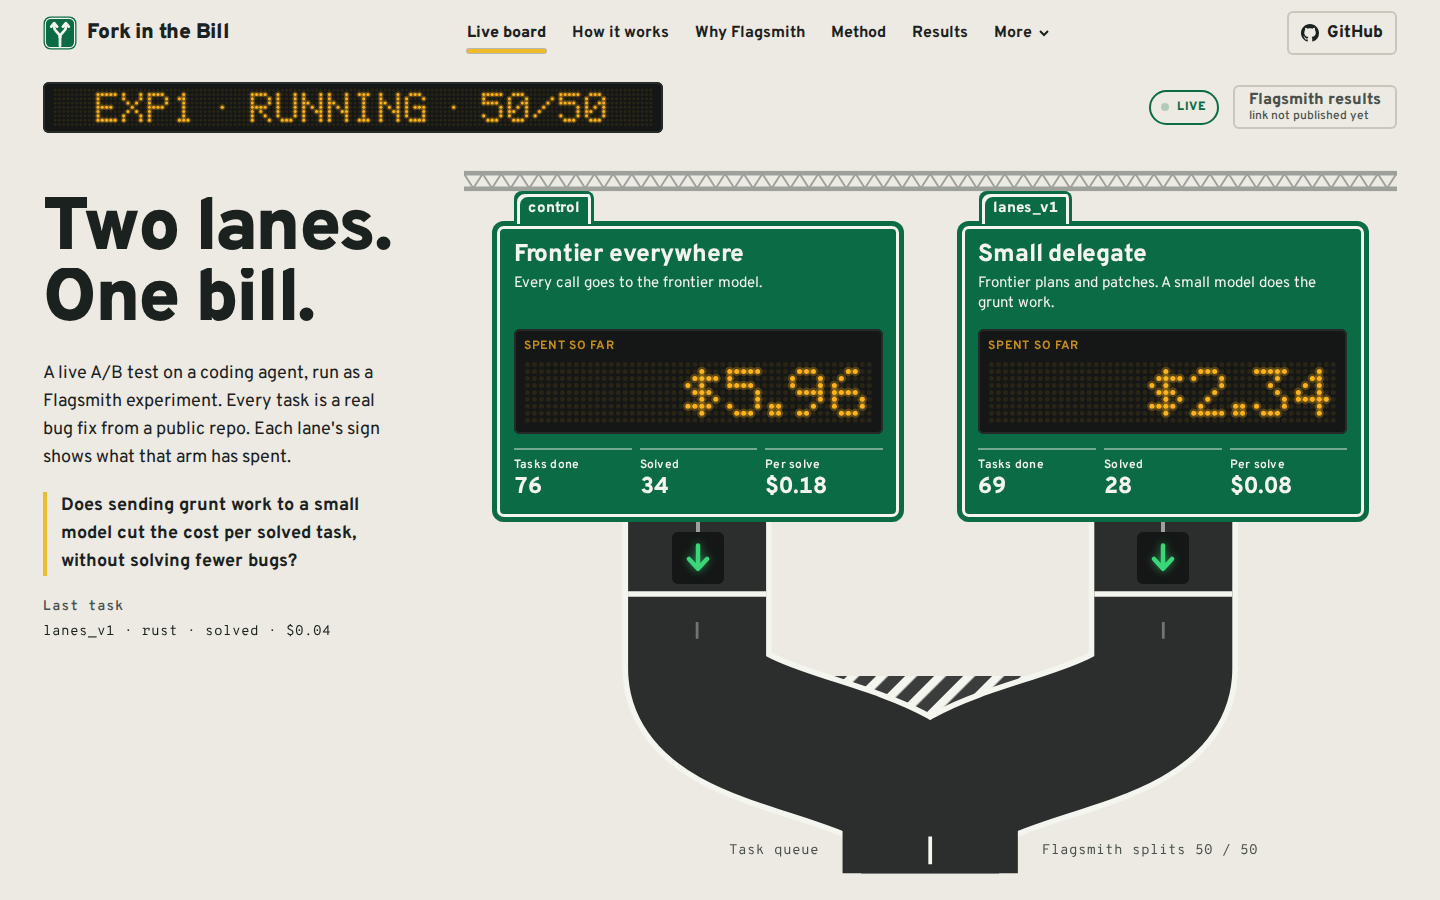 Fork in the Bill
Live board
How it works
Why Flagsmith
Method
Results
More
GitHub
EXP1 · RUNNING · 50/50
LIVE
Flagsmith results
link not published yet
Two lanes.
One bill.
A live A/B test on a coding agent, run as a
Flagsmith experiment. Every task is a real
bug fix from a public repo. Each lane's sign
shows what that arm has spent.
Does sending grunt work to a small
model cut the cost per solved task,
without solving fewer bugs?
Last task
lanes_v1 · rust · solved · $0.04
control
Frontier everywhere
Every call goes to the frontier model.
SPENT SO FAR
$5.96
Tasks done
76
Solved
34
Per solve
$0.18
lanes_v1
Small delegate
Frontier plans and patches. A small model does the
grunt work.
SPENT SO FAR
$2.34
Tasks done
69
Solved
28
Per solve
$0.08
Task queue
Flagsmith splits 50 / 50